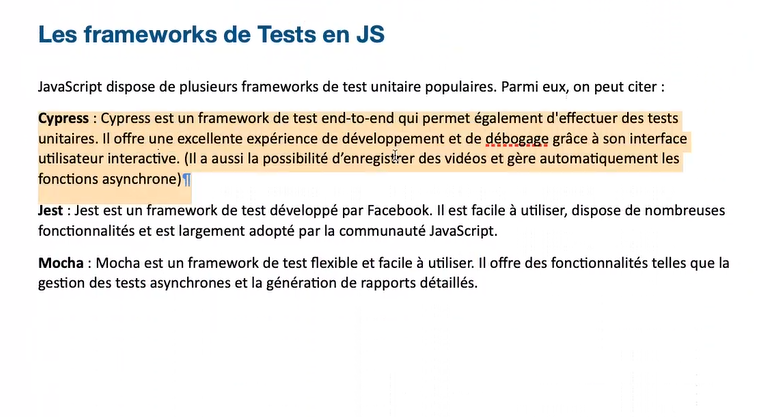 Les frameworks de Tests en JS
JavaScript dispose de plusieurs frameworks de test unitaire populaires. Parmi eux, on peut citer :
Cypress : Cypress est un framework de test end-to-end qui permet également d'effectuer des tests
unitaires. Il offre une excellente expérience de développement et de débogage grâce à son interface
utilisateur interactive. (Il a aussi la possibilité d’enregistrer des vidéos et gère automatiquement les
fonctions asynchrone)¶
Jest : Jest est un framework de test développé par Facebook. Il est facile à utiliser, dispose de nombreuses
fonctionnalités et est largement adopté par la communauté JavaScript.
Mocha : Mocha est un framework de test flexible et facile à utiliser. Il offre des fonctionnalités telles que la
gestion des tests asynchrones et la génération de rapports détaillés.